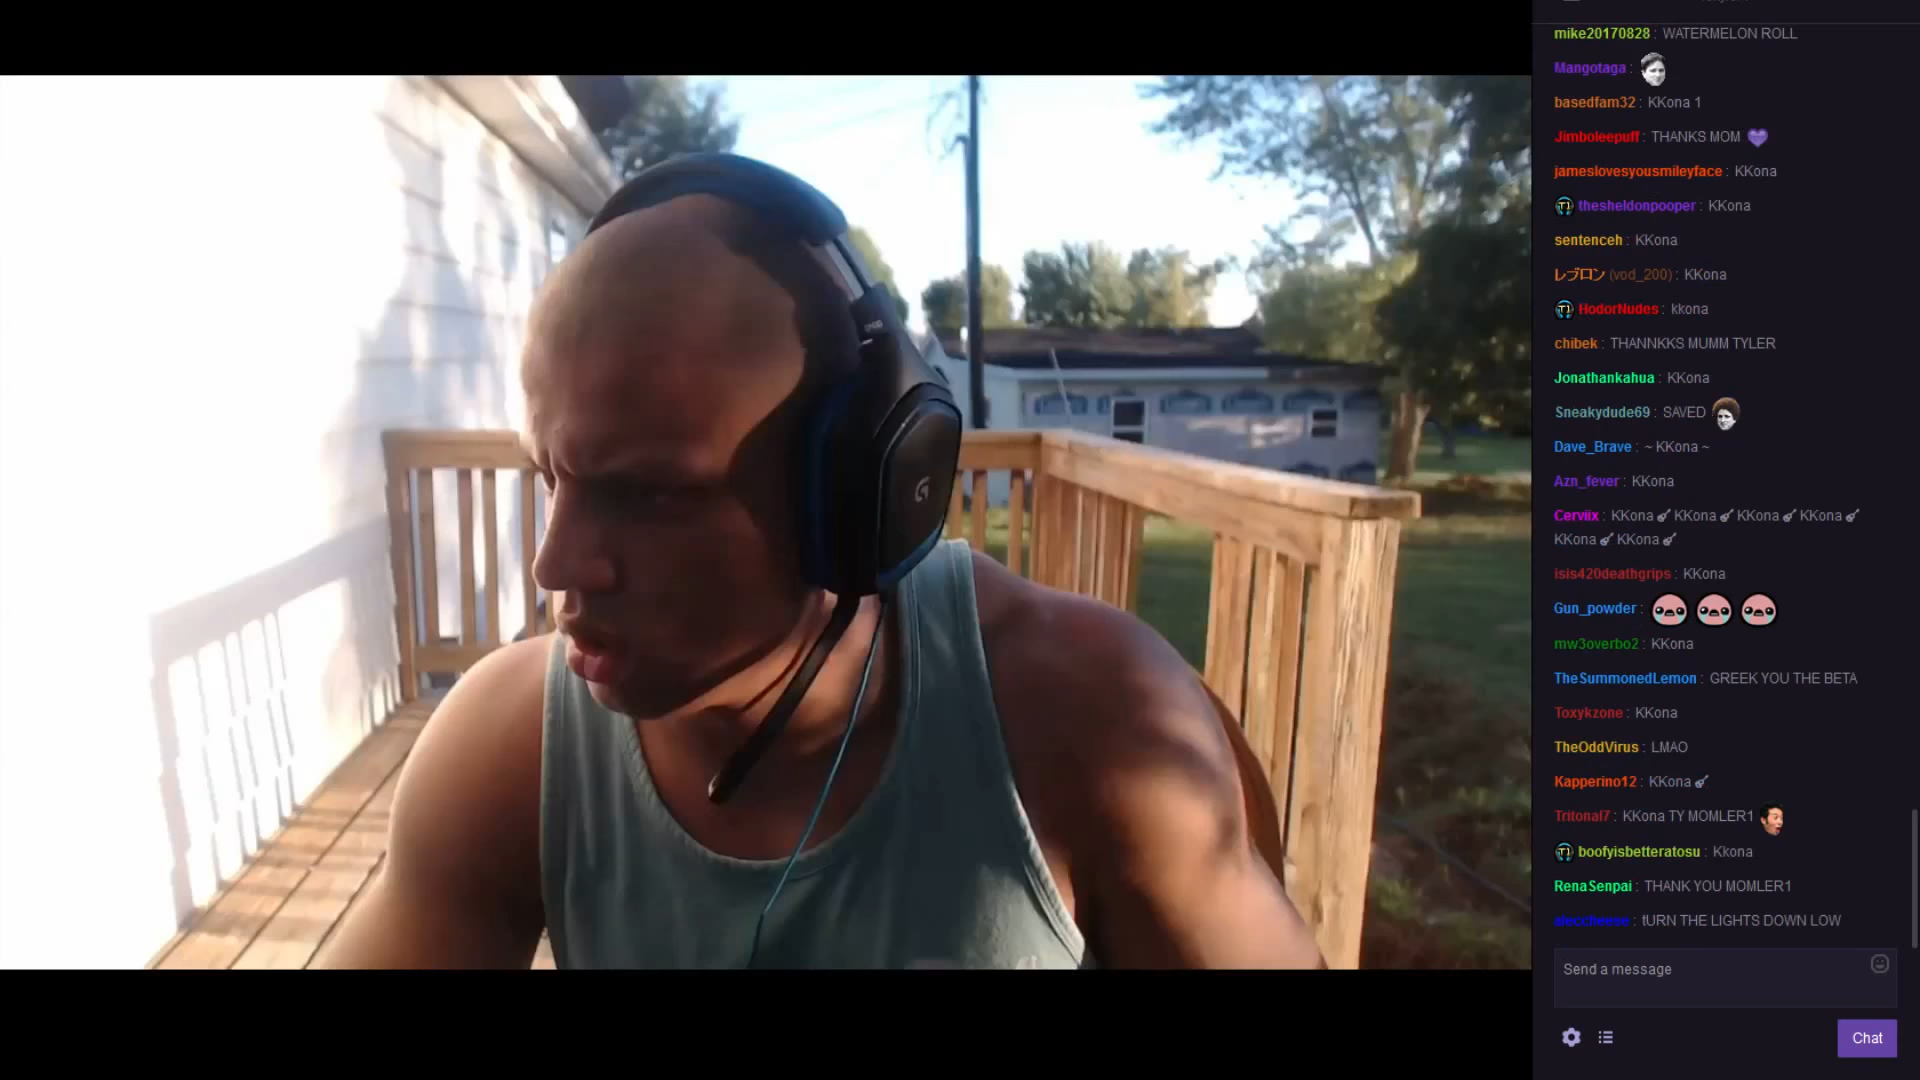 mike20170828 : WATERMELON ROLL
Mangotaga :
basedfam32 : KKona 1
Jimboleepuff : THANKS MOM
jameslovesyousmileyface : KKona
T1 thesheldonpooper : KKona
sentenceh : KKona
レブロン (vod_200) : KKona
T1 HodorNudes : kkona
chibek : THANNKKS MUMM TYLER
Jonathankahua : KKona
Sneakydude69 : SAVED
Dave_Brave : ~ KKona ~
Azn_fever : KKona
Cerviix : KKona 🎸 KKona 🎸 KKona 🎸 KKona 🎸
KKona 🎸 KKona 🎸
isis420deathgrips : KKona
Gun_powder :
mw3overbo2 : KKona
TheSummonedLemon : GREEK YOU THE BETA
Toxykzone : KKona
TheOddVirus : LMAO
Kapperino12 : KKona 🎸
Tritonal7 : KKona TY MOMLER1
T1 boofyisbetteratosu : Kkona
RenaSenpai : THANK YOU MOMLER1
aleccheese : tURN THE LIGHTS DOWN LOW
Send a message
Chat